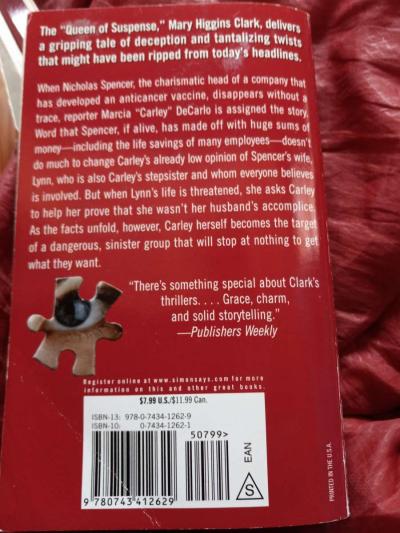 The “Queen of Suspense,” Mary Higgins Clark, delivers
a gripping tale of deception and tantalizing twists
that might have been ripped from today’s headlines.
When Nicholas Spencer, the charismatic head of a company that
has developed an anticancer vaccine, disappears without a
trace, reporter Marcia “Carley” DeCarlo is assigned the story.
Word that Spencer, if alive, has made off with huge sums of
money—including the life savings of many employees—doesn’t
do much to change Carley’s already low opinion of Spencer’s wife,
Lynn, who is also Carley’s stepsister and whom everyone believes
is involved. But when Lynn’s life is threatened, she asks Carley
to help her prove that she wasn’t her husband’s accomplice.
As the facts unfold, however, Carley herself becomes the target
of a dangerous, sinister group that will stop at nothing to get
what they want.
“There’s something special about Clark’s
thrillers. . . . Grace, charm,
and solid storytelling.”
—Publishers Weekly
Register online at www.simonsays.com for more
information on this and other great books.
$7.99 U.S./$11.99 Can.
ISBN-13: 978-0-7434-1262-9
ISBN-10: 0-7434-1262-1
50799>
9 780743 412629
EAN
S
PRINTED IN THE U.S.A.